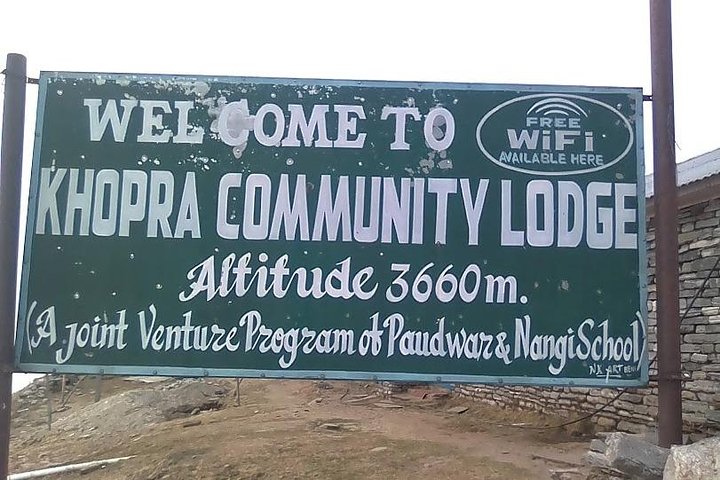 WELCOME TO
FREE
WiFi
AVAILABLE HERE
KHOPRA COMMUNITY LODGE
Altitude 3660m.
(A joint Venture Program of Paudwar & Nangi School)